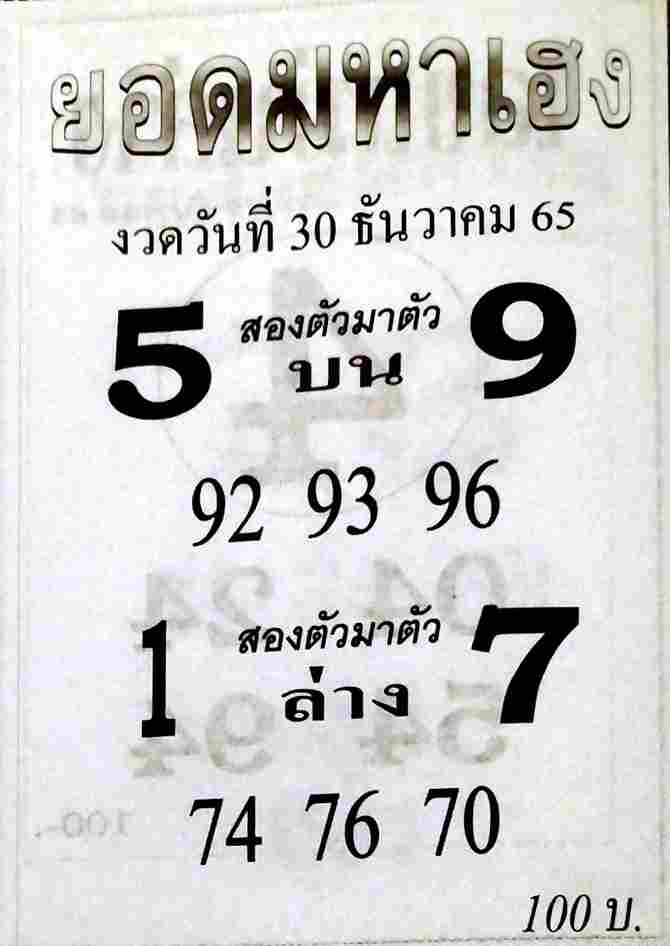 ยอดมหาเฮง
งวดวันที่ 30 ธันวาคม 65
5 สองตัวมาตัว 9
บน
92 93 96
1 สองตัวมาตัว 7
ล่าง
74 76 70
100 บ.